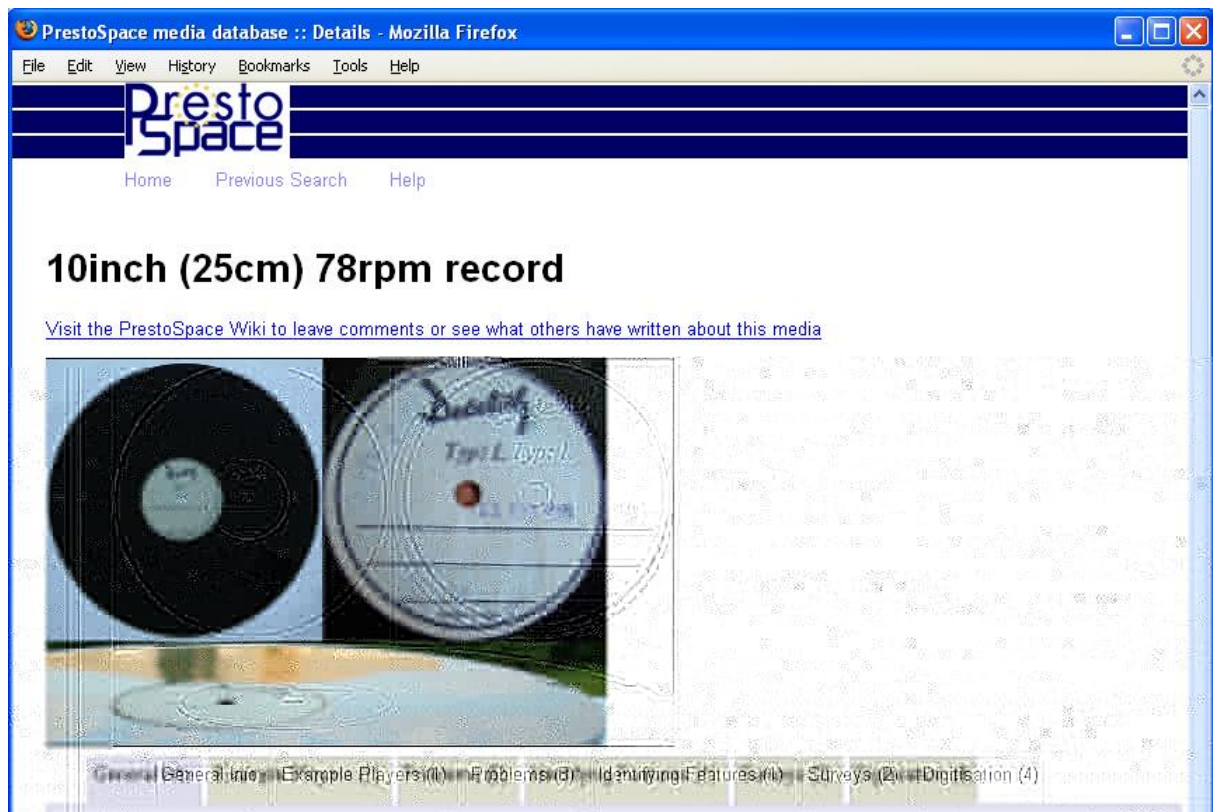 PrestoSpace media database :: Details - Mozilla Firefox
File Edit View History Bookmarks Tools Help
Presto
Space
Home Previous Search Help
10inch (25cm) 78rpm record
Visit the PrestoSpace Wiki to leave comments or see what others have written about this media
Type L
General Info Example Players Problems Identifying Features Surveys (2) Digitisation (4)